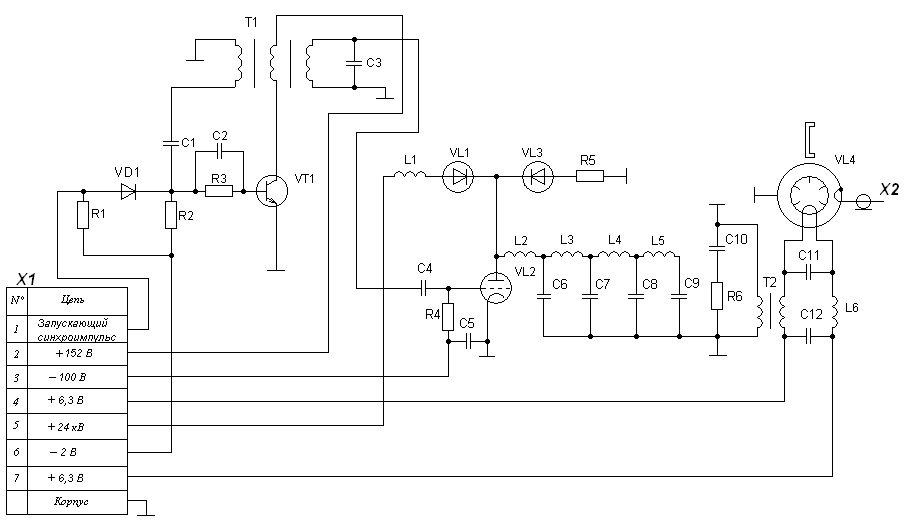 T1
C3
C1
C2
VD1
R3
VT1
R1
R2
L1
VL1
VL3
R5
VL4
X2
C4
VL2
L2
L3
L4
L5
C10
C11
R4
C5
C6
C7
C8
C9
R6
T2
C12
L6
X1
№ Цепь
1 Запускающий
синхроимпульс
2 +152 В
3 –100 В
4 +6,3 В
5 +24 кВ
6 –2 В
7 +6,3 В
Корпус